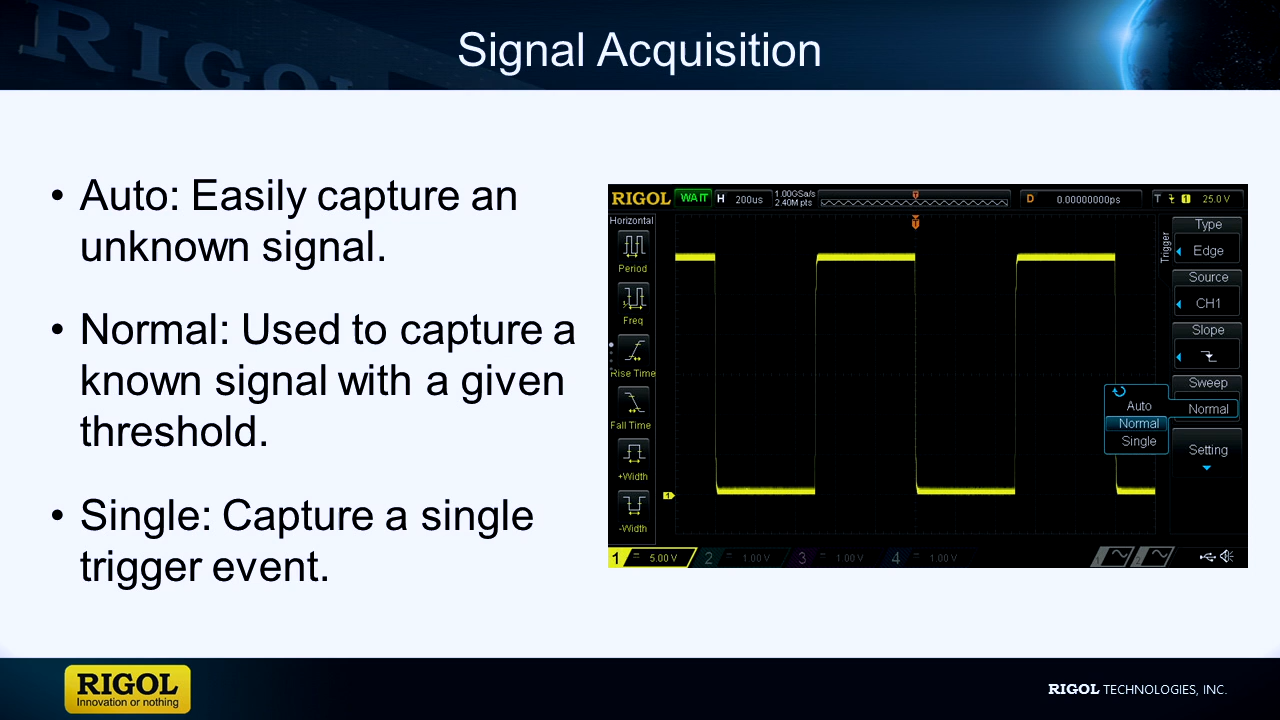 RIGOL
Signal Acquisition
• Auto: Easily capture an
unknown signal.
• Normal: Used to capture a
known signal with a given
threshold.
• Single: Capture a single
trigger event.
RIGOL WAIT H 200us 1.00GSa/s
2.40M pts
T
D 0.00000000ps T 1 25.0 V
Horizontal
Period
Freq
Rise Time
Fall Time
+Width
-Width
T
1
Trigger
Type
Edge
Source
CH1
Slope
Sweep
Normal
Auto
Normal
Single
Setting
1 = 5.00 V 2 = 1.00 V 3 = 1.00 V 4 = 1.00 V
RIGOL
Innovation or nothing
RIGOL TECHNOLOGIES, INC.